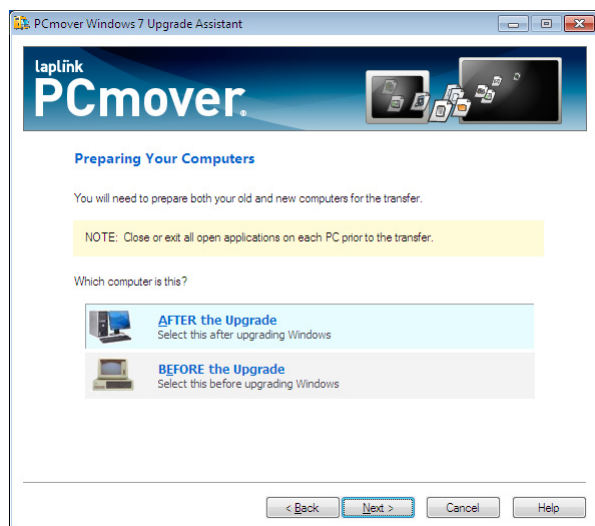 PCmover Windows 7 Upgrade Assistant
laplink
PCmover®
Preparing Your Computers
You will need to prepare both your old and new computers for the transfer.
NOTE: Close or exit all open applications on each PC prior to the transfer.
Which computer is this?
AFTER the Upgrade
Select this after upgrading Windows
BEFORE the Upgrade
Select this before upgrading Windows
< Back
Next >
Cancel
Help